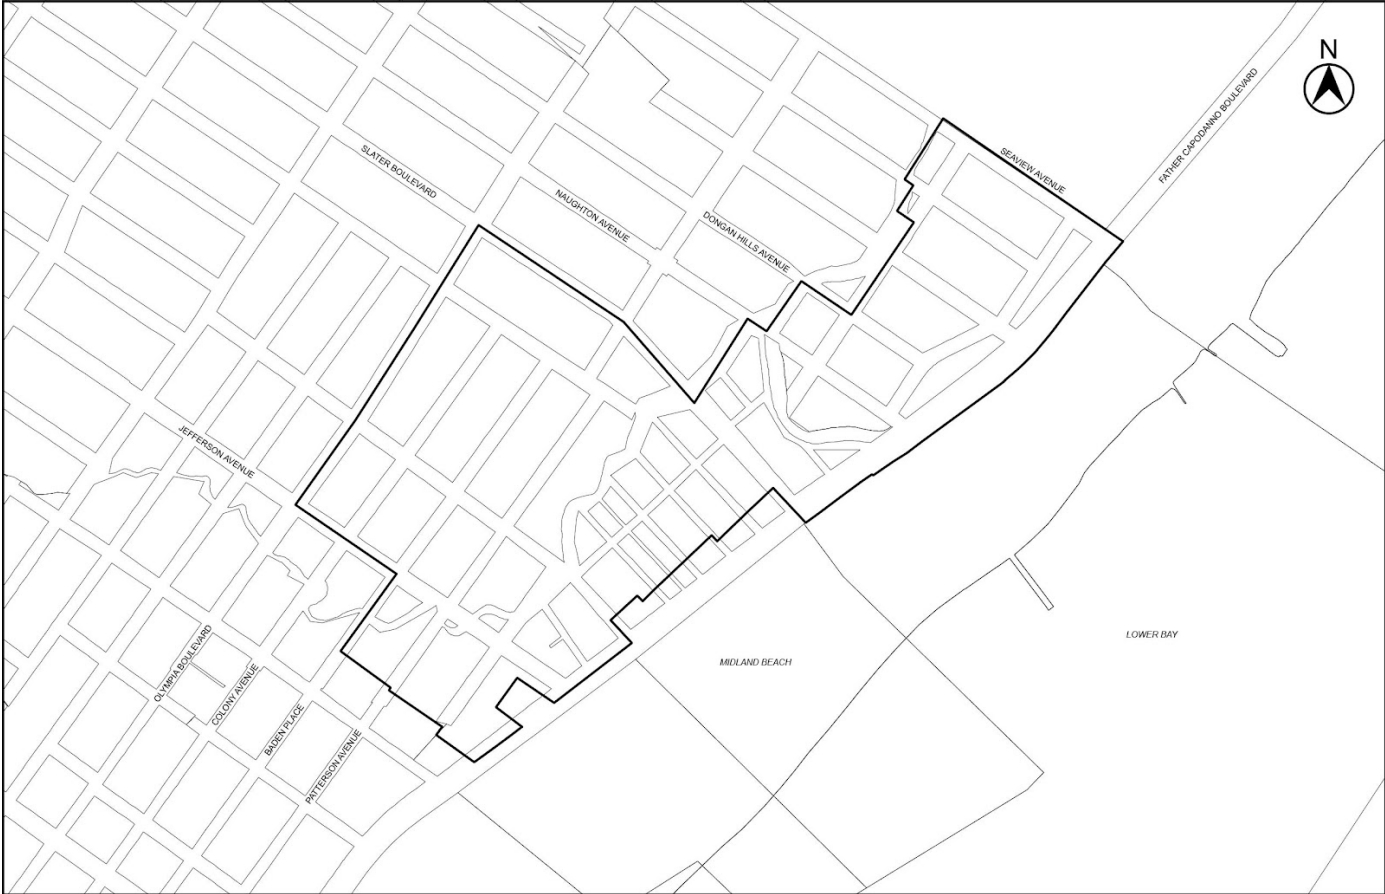 N
FATHER CAPODANNO BOULEVARD
SLATER BOULEVARD
SEAVIEW AVENUE
NAUGHTON AVENUE
DONGAN HILLS AVENUE
JEFFERSON AVENUE
LOWER BAY
MIDLAND BEACH
OLYMPIA BOULEVARD
COLONY AVENUE
BADEN PLACE
PATTERSON AVENUE